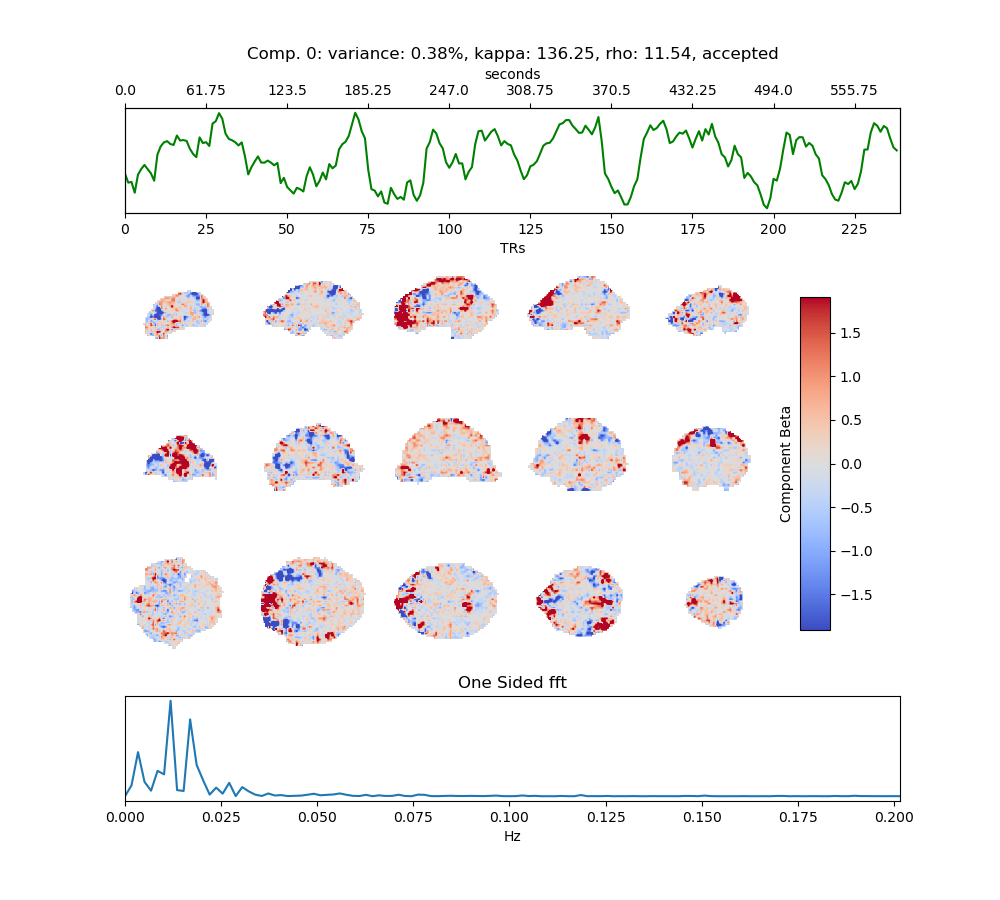 Comp. 0: variance: 0.38%, kappa: 136.25, rho: 11.54, accepted
seconds
0.0 61.75 123.5 185.25 247.0 308.75 370.5 432.25 494.0 555.75
0 25 50 75 100 125 150 175 200 225
TRs
1.5
1.0
0.5
0.0
−0.5
−1.0
−1.5
Component Beta
One Sided fft
0.000 0.025 0.050 0.075 0.100 0.125 0.150 0.175 0.200
Hz